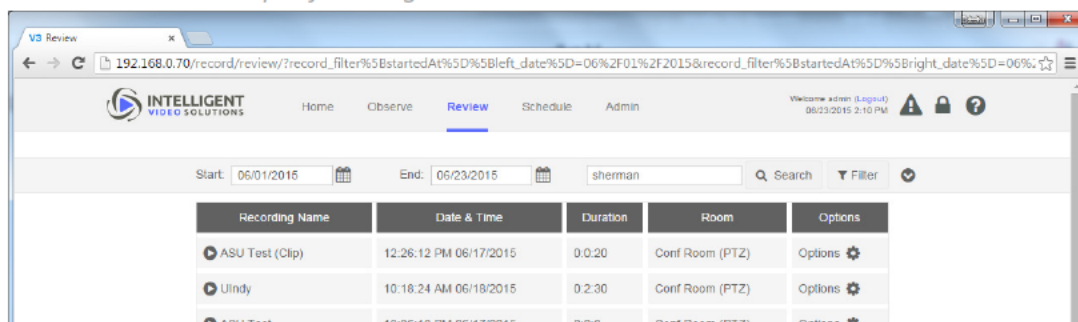 V3 Review
192.168.0.70/record/review/?record_filter%5BstartedAt%5D%5Bleft_date%5D=06%2F01%2F2015&record_filter%5BstartedAt%5D%5Bright_date%5D=06%
INTELLIGENT
VIDEO SOLUTIONS
Home Observe Review Schedule Admin
Welcome admin (Logout)
06/23/2015 2:10 PM
Start: 06/01/2015 End: 06/23/2015 sherman Search Filter
Recording Name Date & Time Duration Room Options
ASU Test (Clip) 12:26:12 PM 06/17/2015 0:0:20 Conf Room (PTZ) Options
UIndy 10:18:24 AM 06/18/2015 0:2:30 Conf Room (PTZ) Options